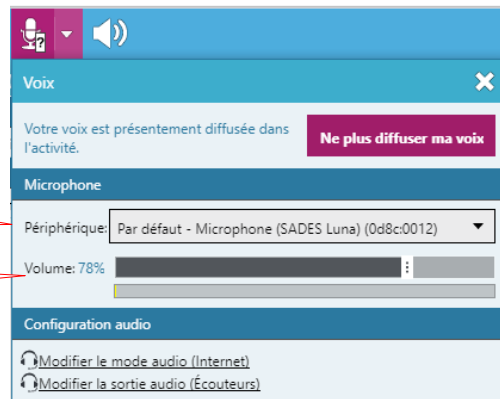 Voix
Votre voix est présentement diffusée dans
l'activité.
Ne plus diffuser ma voix
Microphone
Périphérique: Par défaut - Microphone (SADES Luna) (0d8c:0012)
Volume: 78%
Configuration audio
Modifier le mode audio (Internet)
Modifier la sortie audio (Écouteurs)